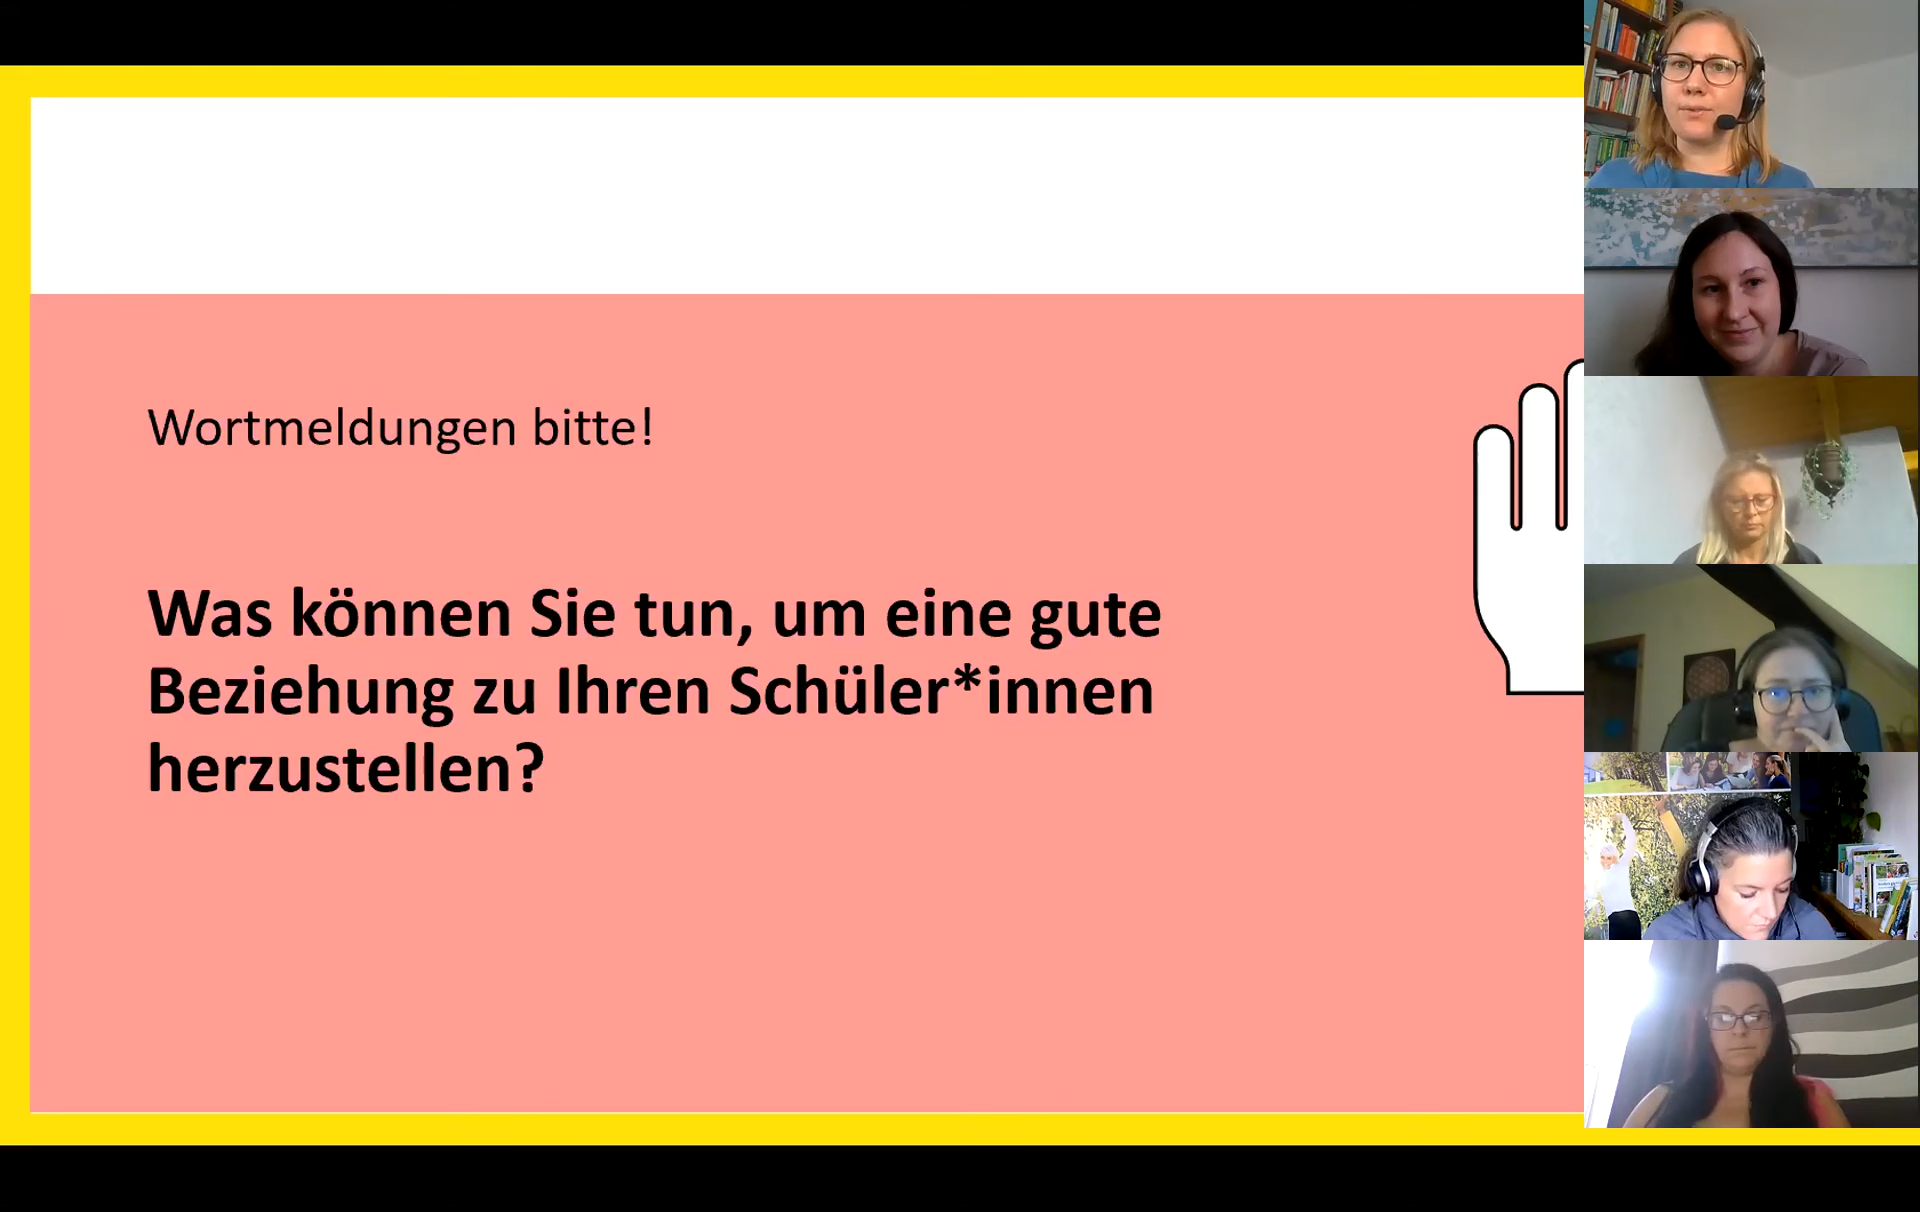 Wortmeldungen bitte!
Was können Sie tun, um eine gute
Beziehung zu Ihren Schüler*innen
herzustellen?